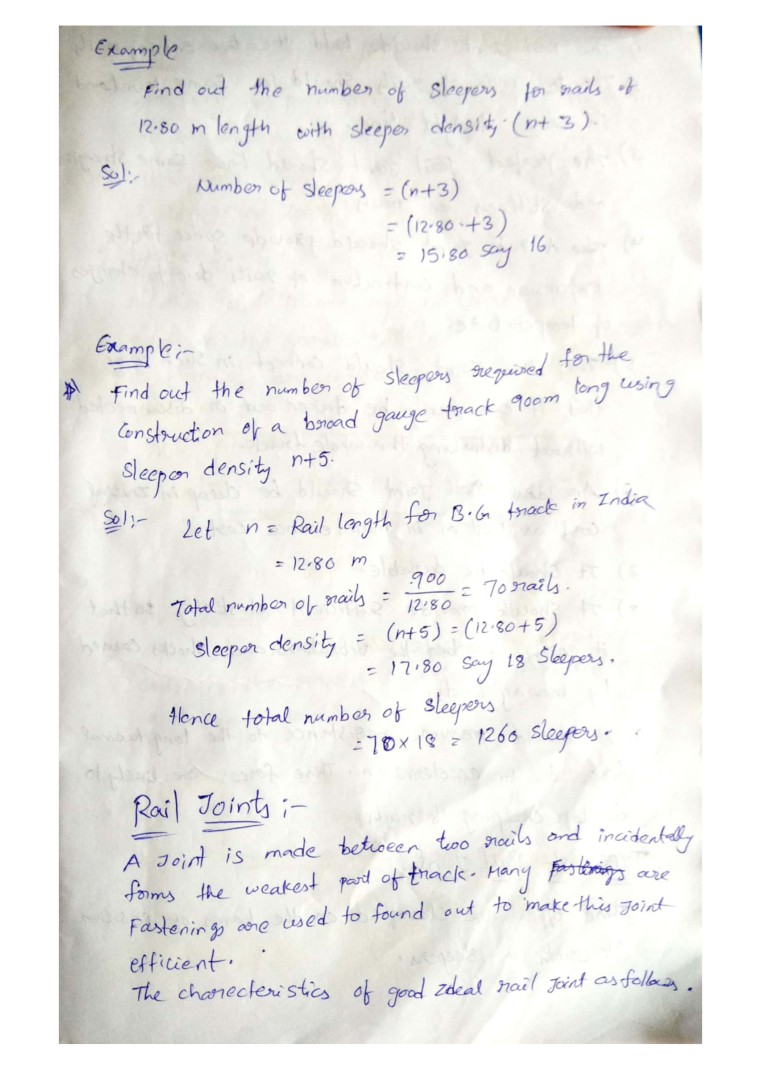 Example
Find out the number of sleepers for rails of
12.80 m length with sleeper density (n+3).
Sol:-
Number of sleepers = (n+3)
= (12.80 +3)
= 15.80 say 16
Example:-
Find out the number of sleepers required for the
Construction of a broad gauge track 900m long using
Sleeper density n+5.
Sol:- Let n = Rail length for B.G track in India
= 12.80 m
Total number of rails = 900/12.80 = 70 rails.
Sleeper density = (n+5) = (12.80+5)
= 17.80 say 18 Sleepers.
Hence total number of sleepers
= 70 x 18 = 1260 Sleepers.
Rail Joints :-
A Joint is made between two rails and incidentally
forms the weakest part of track. Many Fastenings are
Fastenings are used to found out to make this Joint
efficient.
The charecteristics of good Ideal rail Joint as follows.